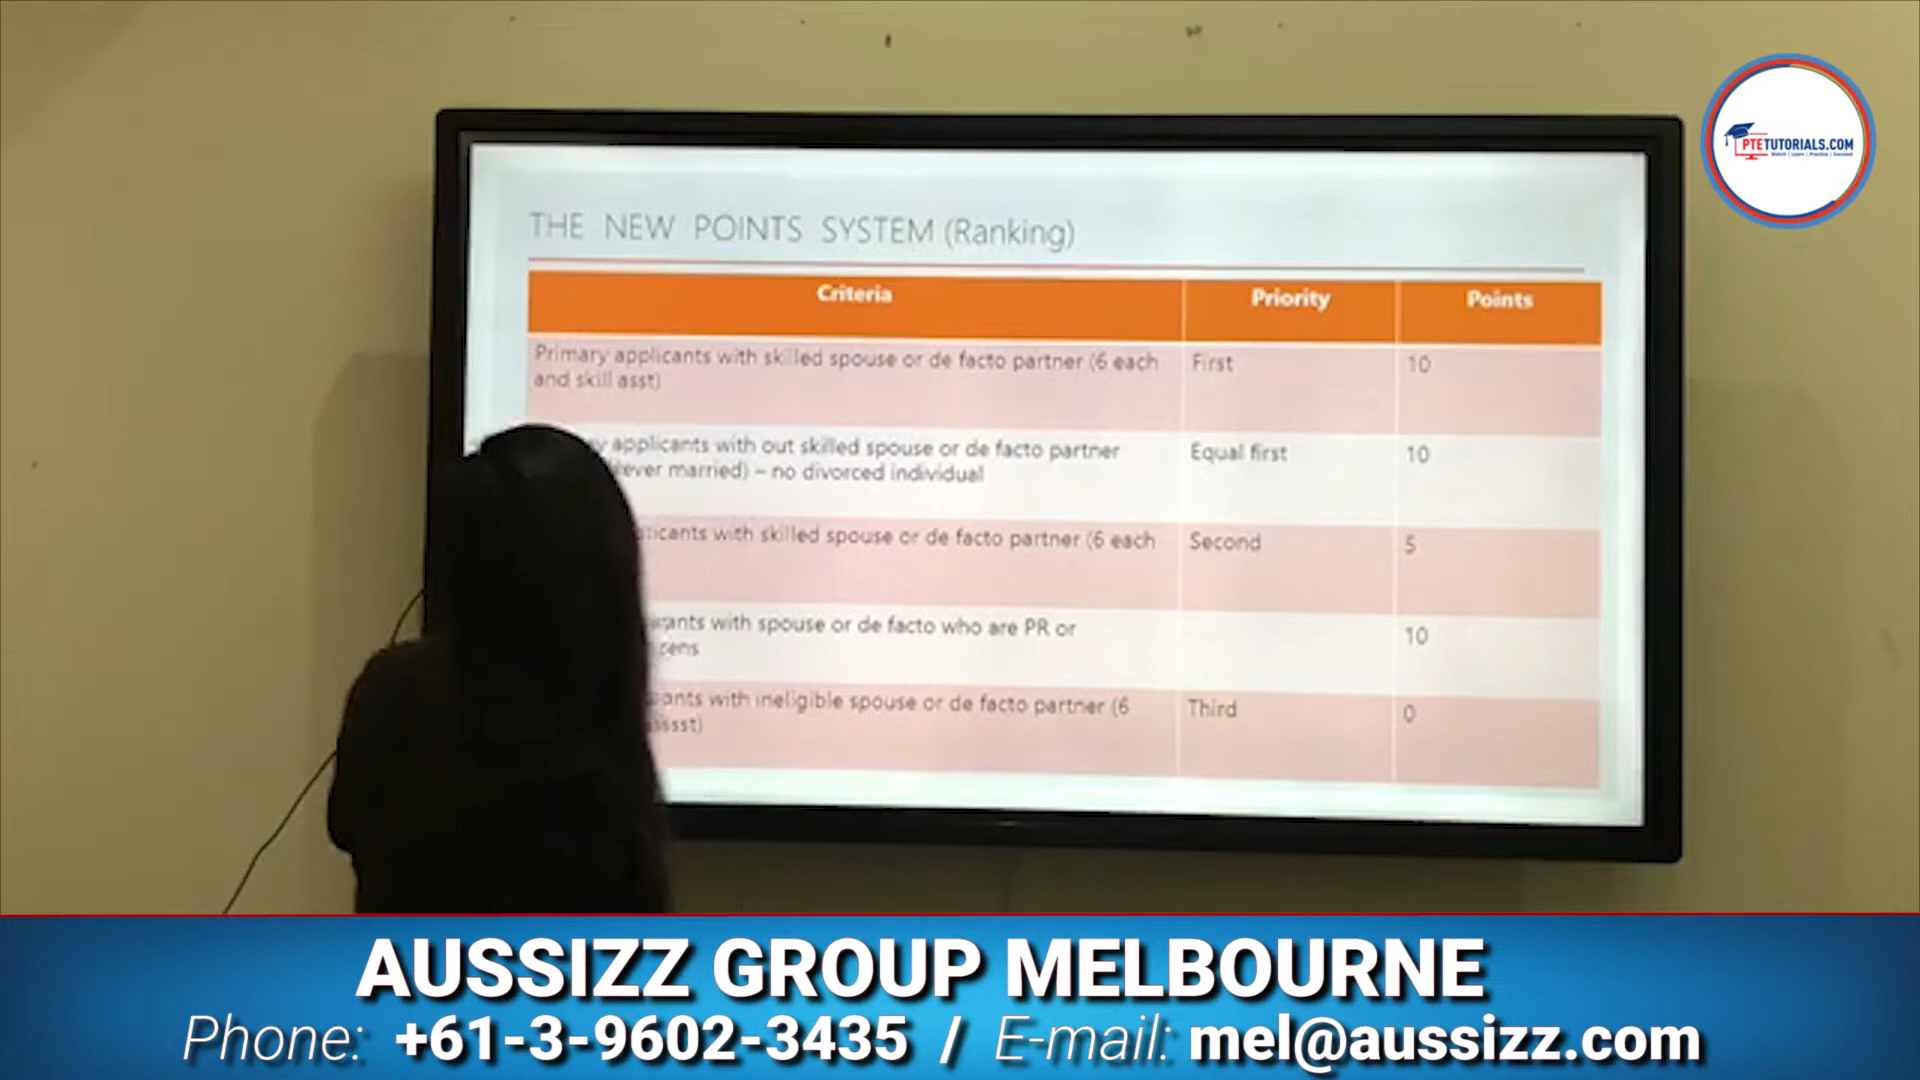 PTETUTORIALS.COM
Watch | Learn | Practice | Succeed
THE NEW POINTS SYSTEM (Ranking)
Criteria Priority Points
Primary applicants with skilled spouse or de facto partner (6 each First 10
and skill asst)
applicants with out skilled spouse or de facto partner Equal first 10
married) – no divorced individual
with skilled spouse or de facto partner (6 each Second 5
with spouse or de facto who are PR or 10
with ineligible spouse or de facto partner (6 Third 0
AUSSIZZ GROUP MELBOURNE
Phone: +61-3-9602-3435 / E-mail: mel@aussizz.com